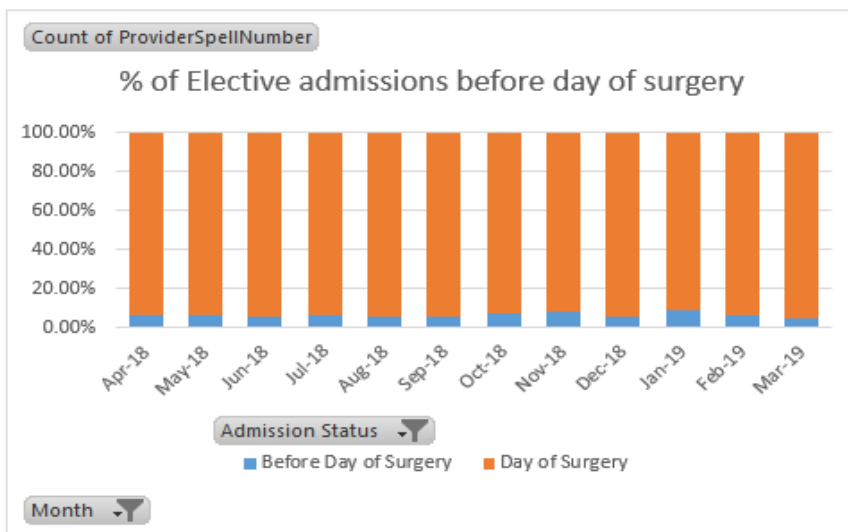 Count of ProviderSpellNumber
% of Elective admissions before day of surgery
100.00%
80.00%
60.00%
40.00%
20.00%
0.00%
Apr-18 May-18 Jun-18 Jul-18 Aug-18 Sep-18 Oct-18 Nov-18 Dec-18 Jan-19 Feb-19 Mar-19
Admission Status
Before Day of Surgery Day of Surgery
Month